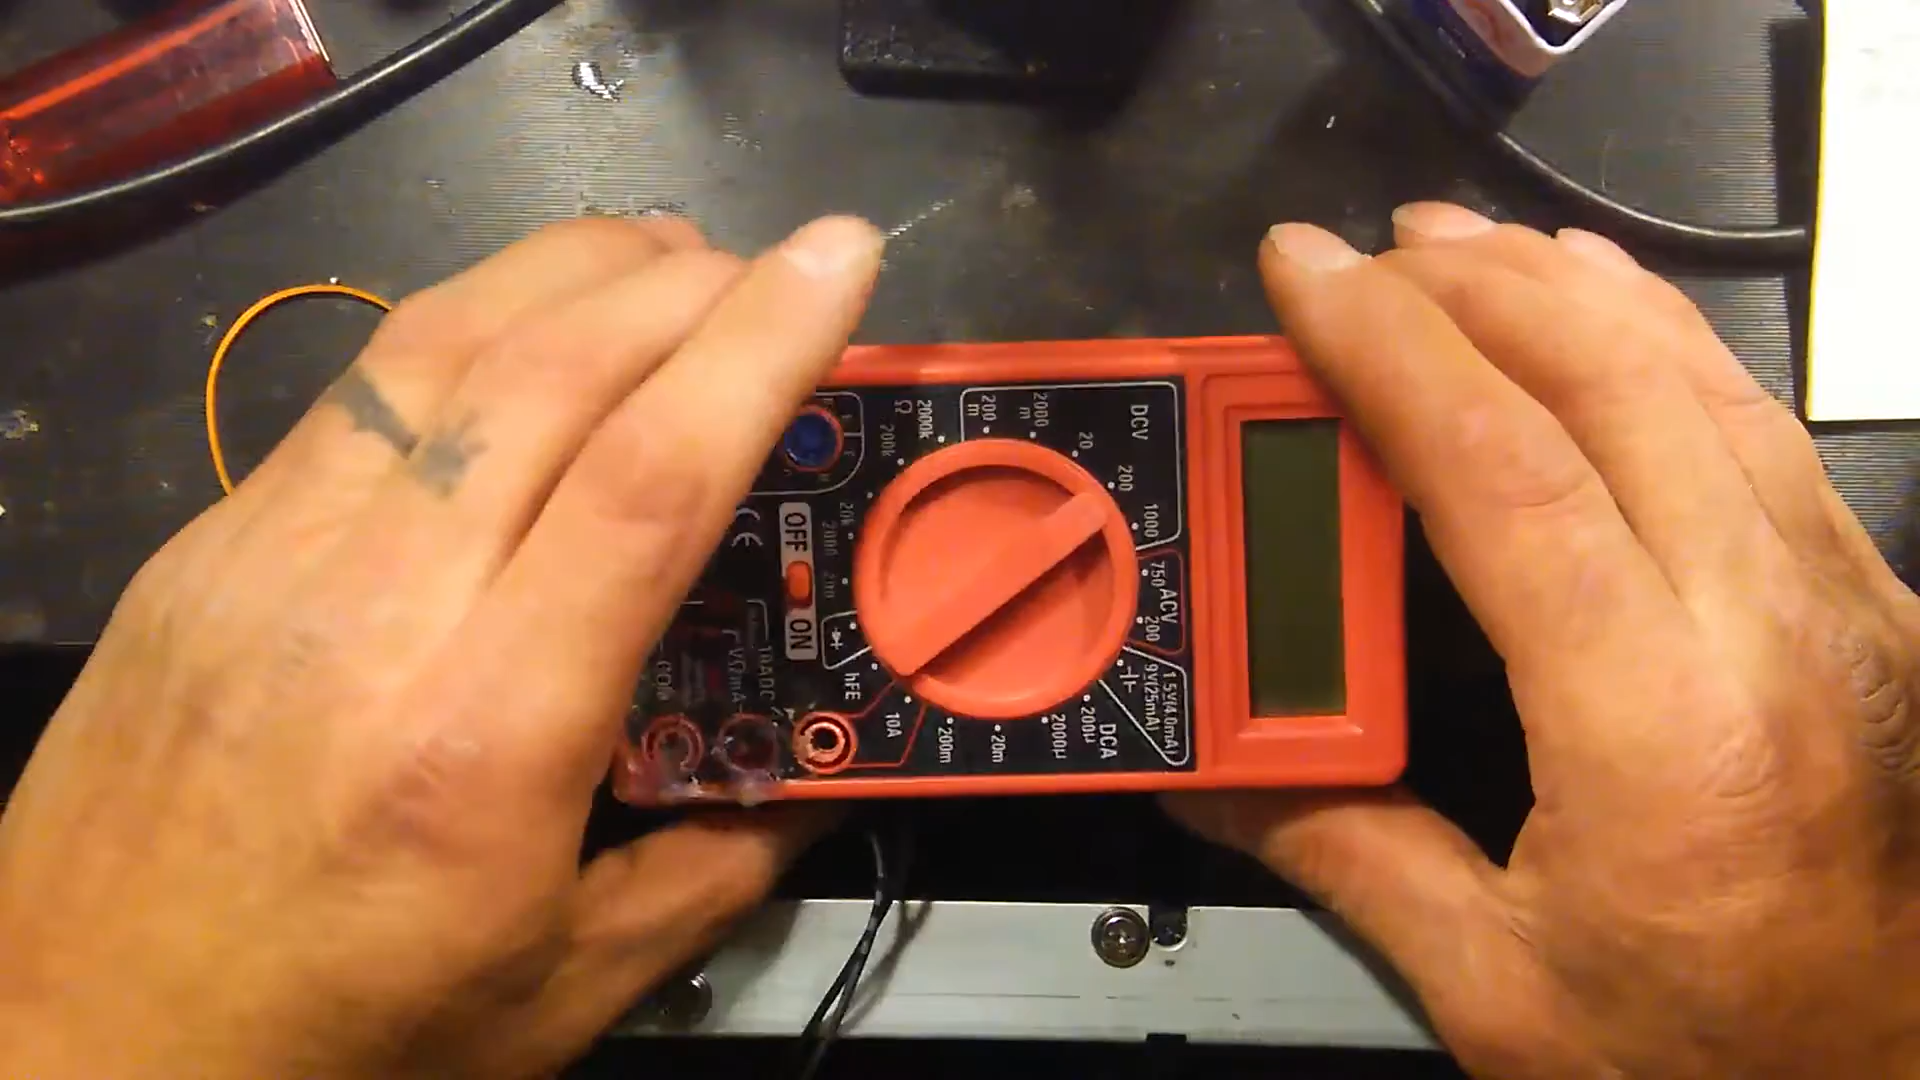 DCV
200
m
2000
m
20
200
1000
750
ACV
200
1.5V(4.0mA)
9V(25mA)
DCA
200µ
2000µ
20m
200m
10A
hFE
2000k
Ω
200k
20k
2000
200
OFF
ON
CE
10ADC
VΩmA
COM